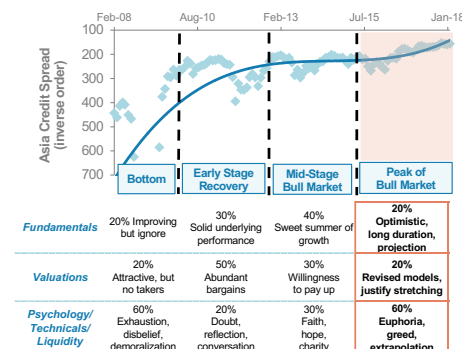 Feb-08 Aug-10 Feb-13 Jul-15 Jan-18
Asia Credit Spread
(inverse order)
100
200
300
400
500
600
700
Bottom
Early Stage
Recovery
Mid-Stage
Bull Market
Peak of
Bull Market
Fundamentals
20% Improving
but ignore
30%
Solid underlying
performance
40%
Sweet summer of
growth
20%
Optimistic,
long duration,
projection
Valuations
20%
Attractive, but
no takers
50%
Abundant
bargains
30%
Willingness
to pay up
20%
Revised models,
justify stretching
Psychology/
Technicals/
Liquidity
60%
Exhaustion,
disbelief,
demoralization
20%
Doubt,
reflection,
conversation
30%
Faith,
hope,
charity
60%
Euphoria,
greed,
extrapolation